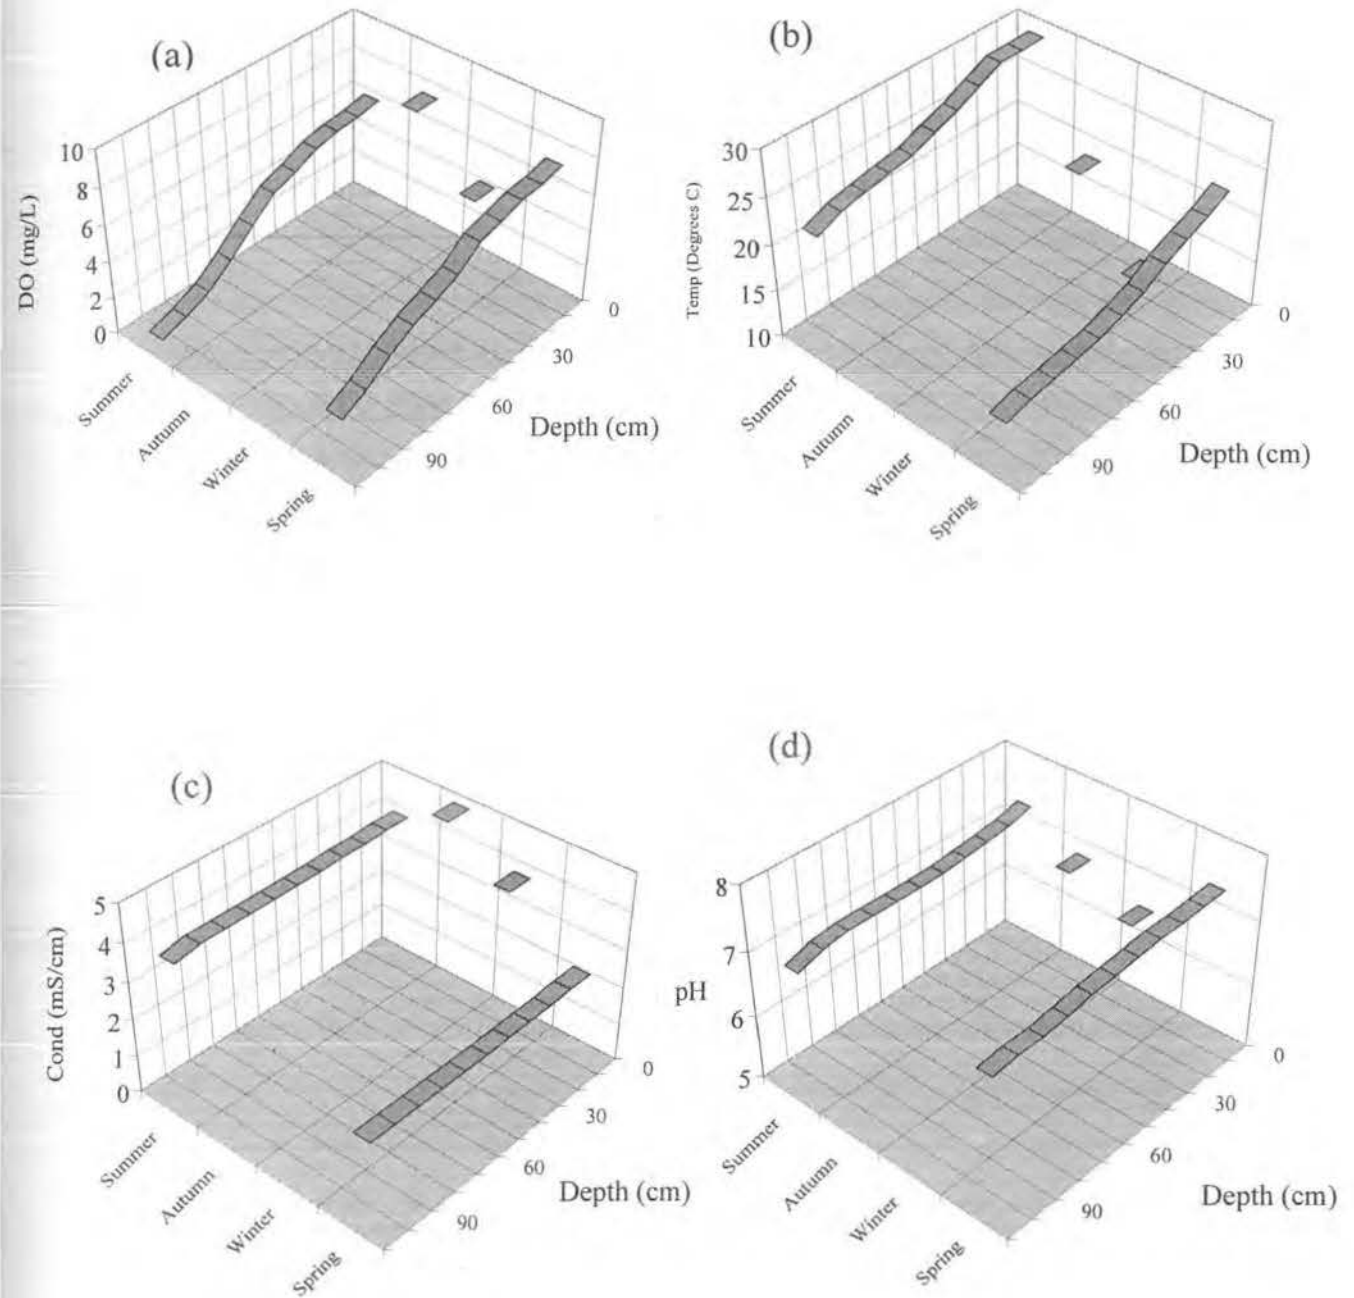 (a)
DO (mg/L)
10
8
6
4
2
0
Summer
Autumn
Winter
Spring
90
60
30
0
Depth (cm)
(b)
Temp (Degrees C)
30
25
20
15
10
Summer
Autumn
Winter
Spring
90
60
30
0
Depth (cm)
(c)
Cond (mS/cm)
5
4
3
2
1
0
Summer
Autumn
Winter
Spring
90
60
30
0
Depth (cm)
(d)
pH
8
7
6
5
Summer
Autumn
Winter
Spring
90
60
30
0
Depth (cm)